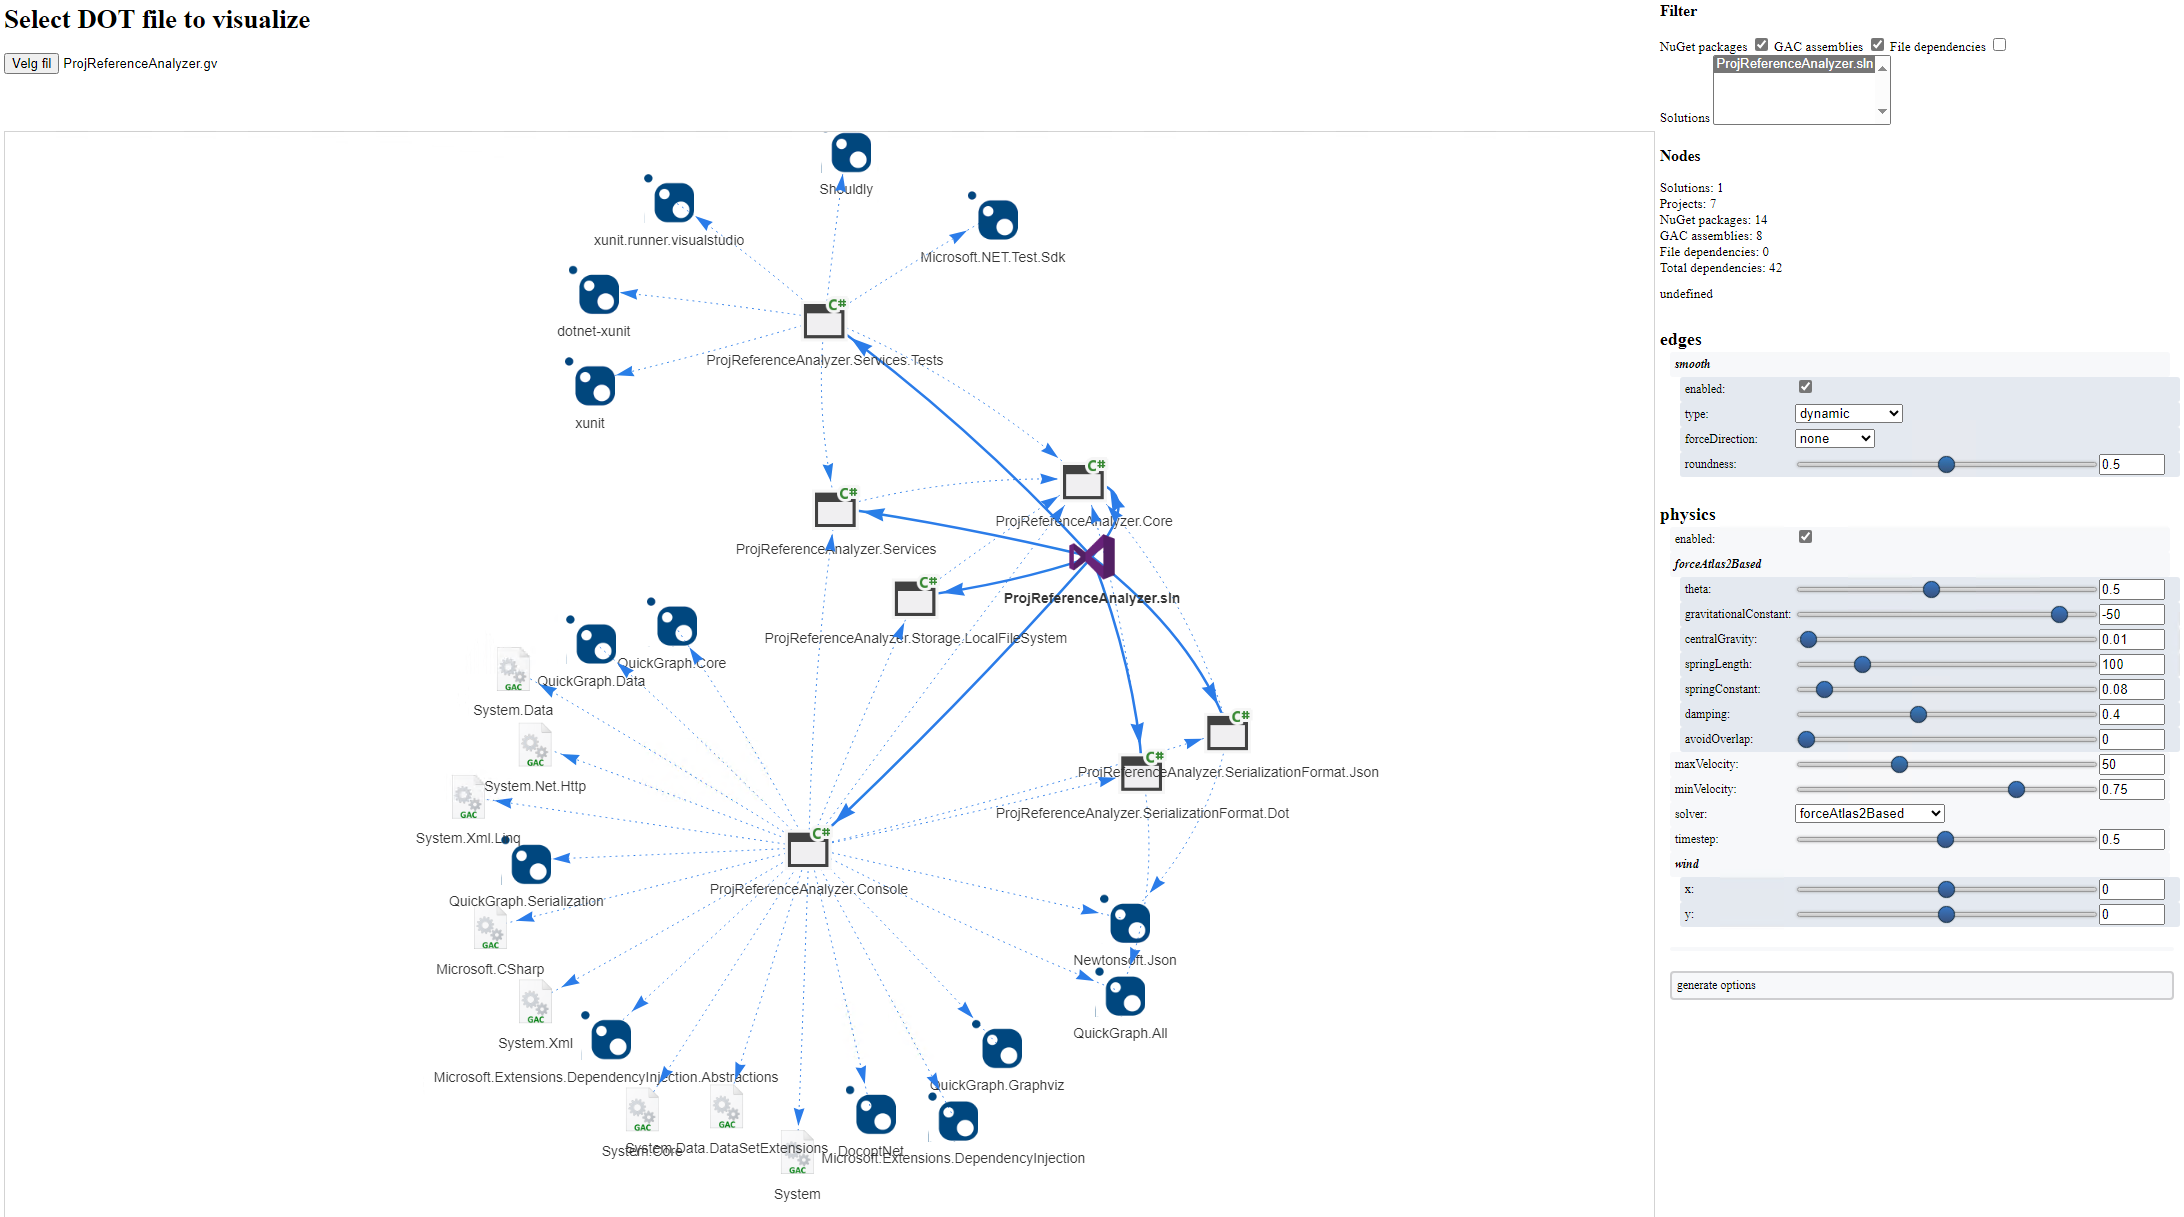 Select DOT file to visualize
Velg fil ProjReferenceAnalyzer.gv
Shouldly
xunit.runner.visualstudio
Microsoft.NET.Test.Sdk
dotnet-xunit
C#
ProjReferenceAnalyzer.Services.Tests
xunit
C#
ProjReferenceAnalyzer.Core
C#
ProjReferenceAnalyzer.Services
C#
ProjReferenceAnalyzer.sln
ProjReferenceAnalyzer.Storage.LocalFileSystem
QuickGraph.Core
QuickGraph.Data
GAC
System.Data
C#
GAC
ProjReferenceAnalyzer.SerializationFormat.Json
System.Net.Http
C#
ProjReferenceAnalyzer.SerializationFormat.Dot
GAC
System.Xml.Linq
C#
ProjReferenceAnalyzer.Console
QuickGraph.Serialization
GAC
Microsoft.CSharp
Newtonsoft.Json
GAC
System.Xml
QuickGraph.All
Microsoft.Extensions.DependencyInjection.Abstractions
QuickGraph.Graphviz
GAC
System.Core
GAC
System.Data.DataSetExtensions
DocoptNet
Microsoft.Extensions.DependencyInjection
GAC
System
Filter
NuGet packages GAC assemblies File dependencies
ProjReferenceAnalyzer.sln
Solutions
Nodes
Solutions: 1
Projects: 7
NuGet packages: 14
GAC assemblies: 8
File dependencies: 0
Total dependencies: 42
undefined
edges
smooth
enabled:
type: dynamic
forceDirection: none
roundness: 0.5
physics
enabled:
forceAtlas2Based
theta: 0.5
gravitationalConstant: -50
centralGravity: 0.01
springLength: 100
springConstant: 0.08
damping: 0.4
avoidOverlap: 0
maxVelocity: 50
minVelocity: 0.75
solver: forceAtlas2Based
timestep: 0.5
wind
x: 0
y: 0
generate options